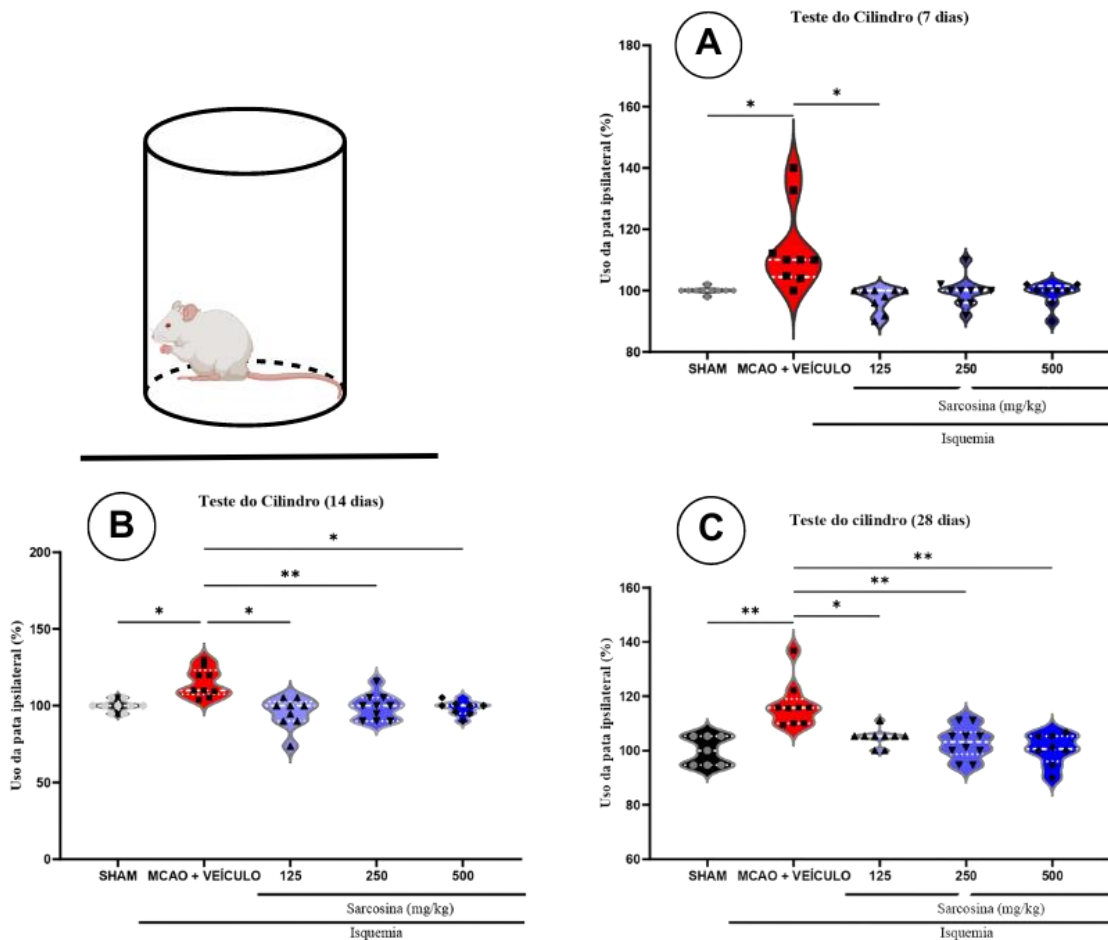 A
Teste do Cilindro (7 dias)
Uso da pata ipsilateral (%)
180
160
140
120
100
80
* *
SHAM MCAO + VEÍCULO 125 250 500
Sarcosina (mg/kg)
Isquemia
B
Teste do Cilindro (14 dias)
Uso da pata ipsilateral (%)
200
150
100
50
0
*
**
* *
SHAM MCAO + VEÍCULO 125 250 500
Sarcosina (mg/kg)
Isquemia
C
Teste do cilindro (28 dias)
Uso da pata ipsilateral (%)
160
140
120
100
80
60
**
**
** *
SHAM MCAO + VEÍCULO 125 250 500
Sarcosina (mg/kg)
Isquemia